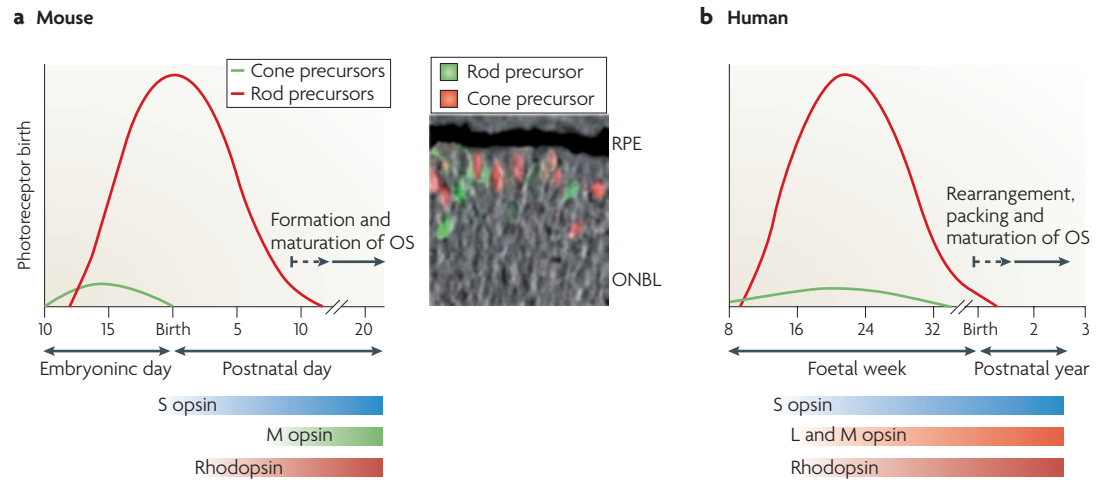 a Mouse
Cone precursors
Rod precursors
Photoreceptor birth
Formation and
maturation of OS
10 15 Birth 5 10 20
Embryoninc day Postnatal day
S opsin
M opsin
Rhodopsin
Rod precursor
Cone precursor
RPE
ONBL
b Human
Rearrangement,
packing and
maturation of OS
8 16 24 32 Birth 2 3
Foetal week Postnatal year
S opsin
L and M opsin
Rhodopsin